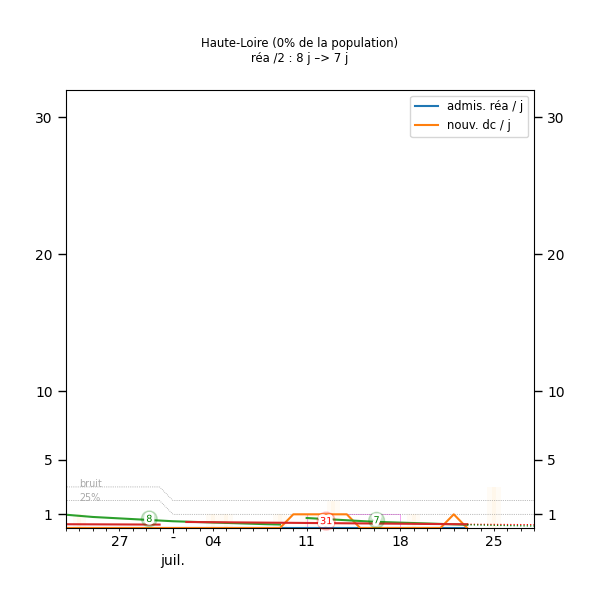 Haute-Loire (0% de la population)
réa /2 : 8 j –> 7 j
admis. réa / j
nouv. dc / j
30 30
20 20
10 10
5 5
bruit
25%
1 1
8 31 7
27 - 04 11 18 25
juil.